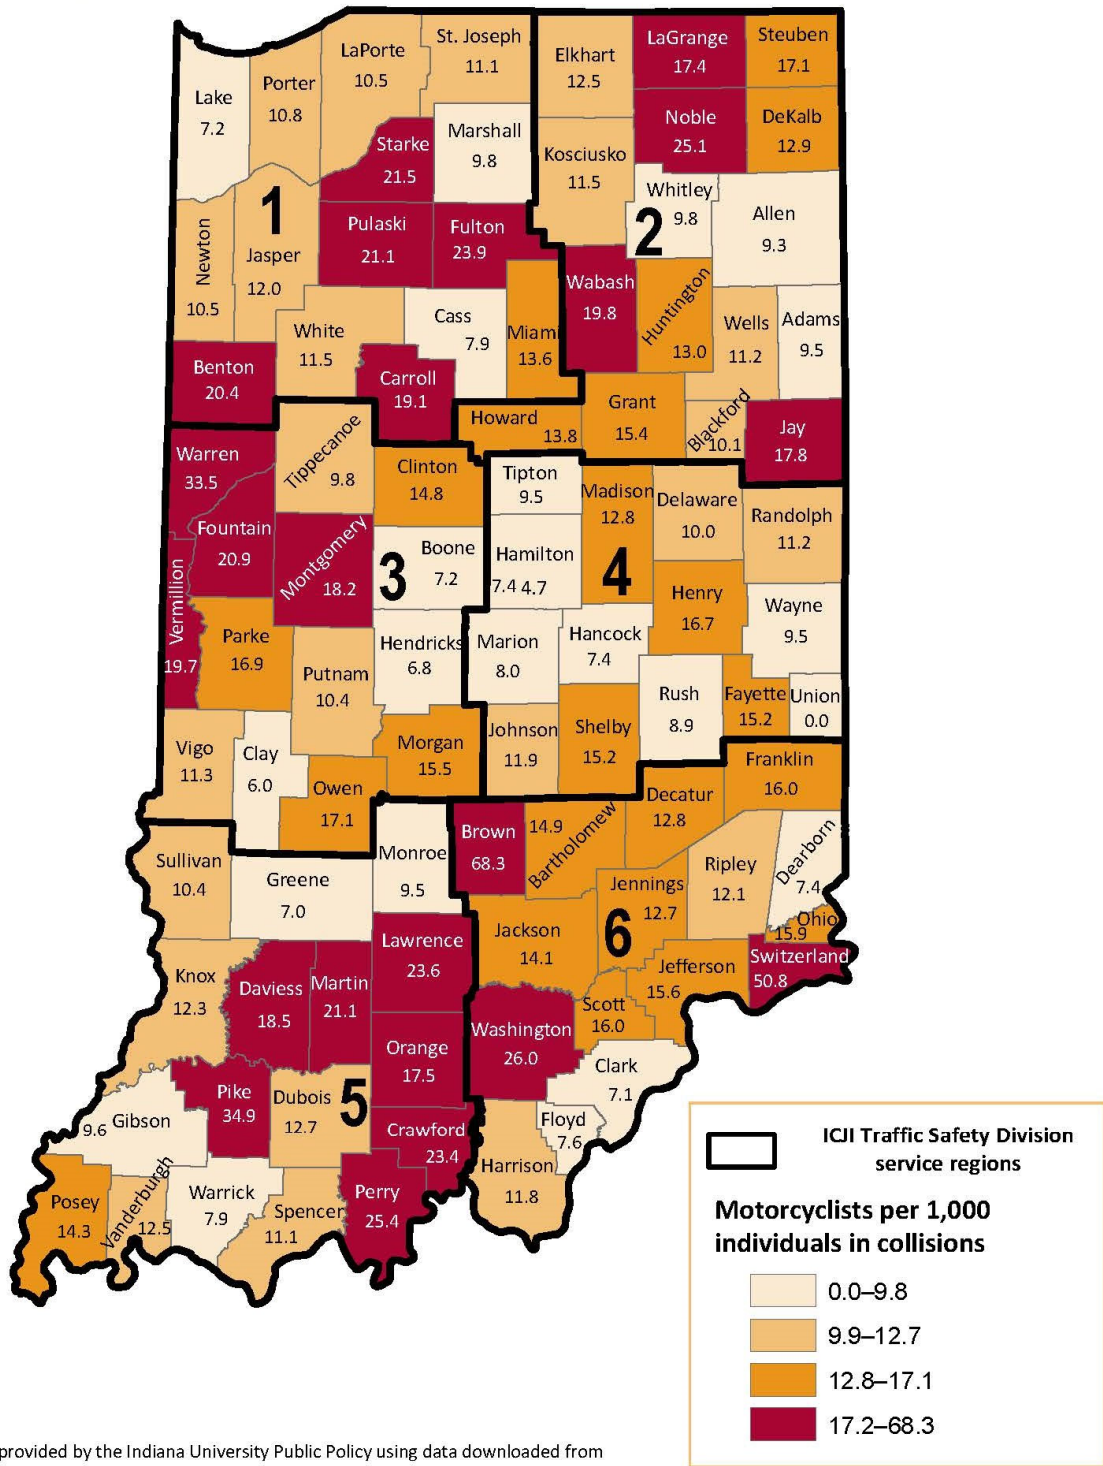 St. Joseph
11.1
LaPorte
10.5
Elkhart
12.5
LaGrange
17.4
Steuben
17.1
Lake
7.2
Porter
10.8
Starke
21.5
Marshall
9.8
Noble
25.1
DeKalb
12.9
Kosciusko
11.5
Whitley
9.8
2
Allen
9.3
1
Newton
10.5
Jasper
12.0
Pulaski
21.1
Fulton
23.9
Wabash
19.8
Huntington
13.0
White
11.5
Cass
7.9
Miami
13.6
Wells
11.2
Adams
9.5
Benton
20.4
Carroll
19.1
Howard
13.8
Grant
15.4
Blackford
10.1
Jay
17.8
Warren
33.5
Tippecanoe
9.8
Clinton
14.8
Tipton
9.5
Madison
12.8
4
Delaware
10.0
Randolph
11.2
Fountain
20.9
Montgomery
18.2
3
Boone
7.2
Hamilton
7.4 4.7
Vermillion
19.7
Parke
16.9
Putnam
10.4
Hendricks
6.8
Marion
8.0
Hancock
7.4
Henry
16.7
Wayne
9.5
Rush
8.9
Fayette
15.2
Union
0.0
Vigo
11.3
Clay
6.0
Owen
17.1
Morgan
15.5
Johnson
11.9
Shelby
15.2
Franklin
16.0
Sullivan
10.4
Greene
7.0
Monroe
9.5
Brown
68.3
14.9
Bartholomew
Decatur
12.8
Ripley
12.1
Dearborn
7.4
Jennings
12.7
6
Ohio
15.9
Switzerland
50.8
Lawrence
23.6
Jackson
14.1
Jefferson
15.6
Knox
12.3
Daviess
18.5
Martin
21.1
Scott
16.0
Orange
17.5
Washington
26.0
Clark
7.1
Gibson
9.6
Pike
34.9
Dubois
12.7
5
Crawford
23.4
Floyd
7.6
Harrison
11.8
Posey
14.3
Vanderburgh
12.5
Warrick
7.9
Spencer
11.1
Perry
25.4
ICJI Traffic Safety Division
service regions
Motorcyclists per 1,000
individuals in collisions
0.0–9.8
9.9–12.7
12.8–17.1
17.2–68.3
provided by the Indiana University Public Policy using data downloaded from